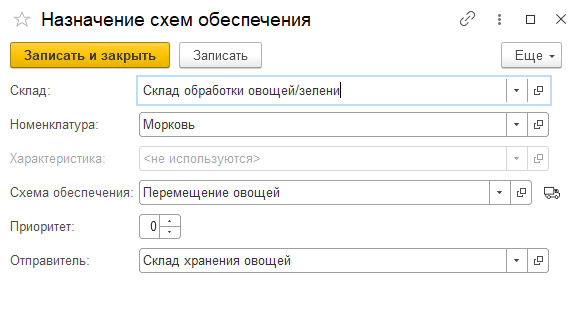 Назначение схем обеспечения
Записать и закрыть Записать Еще
Склад: Склад обработки овощей/зелени
Номенклатура: Морковь
Характеристика: <не используются>
Схема обеспечения: Перемещение овощей
Приоритет: 0
Отправитель: Склад хранения овощей